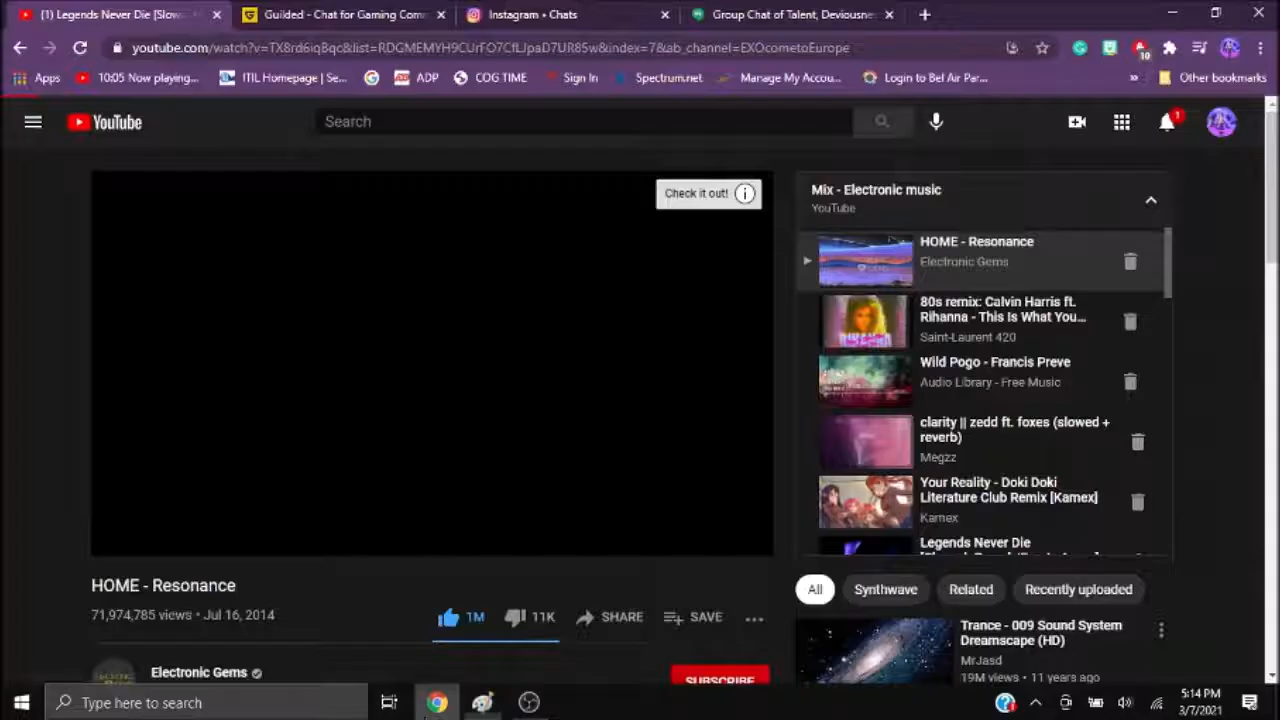 (1) Legends Never Die [Slow
Guilded - Chat for Gaming Com
Instagram • Chats
Group Chat of Talent, Deviousne
youtube.com/watch?v=TX8rd6iqBqc&list=RDGMEMYH9CUrFO7CfLJpaD7UR85w&index=7&ab_channel=EXOcometoEurope
10
Apps
10:05 Now playing...
ITIL Homepage | Se...
ADP
COG TIME
Sign In
Spectrum.net
Manage My Accou...
Login to Bel Air Par...
»
Other bookmarks
YouTube
Search
1
Check it out!
Mix - Electronic music
YouTube
HOME - Resonance
Electronic Gems
80s remix: Calvin Harris ft.
Rihanna - This Is What You...
Saint-Laurent 420
Wild Pogo - Francis Preve
Audio Library - Free Music
clarity || zedd ft. foxes (slowed +
reverb)
Megzz
Your Reality - Doki Doki
Literature Club Remix [Kamex]
Kamex
Legends Never Die
HOME - Resonance
71,974,785 views • Jul 16, 2014
1M
11K
SHARE
SAVE
Electronic Gems
SUBSCRIBE
All
Synthwave
Related
Recently uploaded
Trance - 009 Sound System
Dreamscape (HD)
MrJasd
19M views • 11 years ago
Type here to search
5:14 PM
3/7/2021